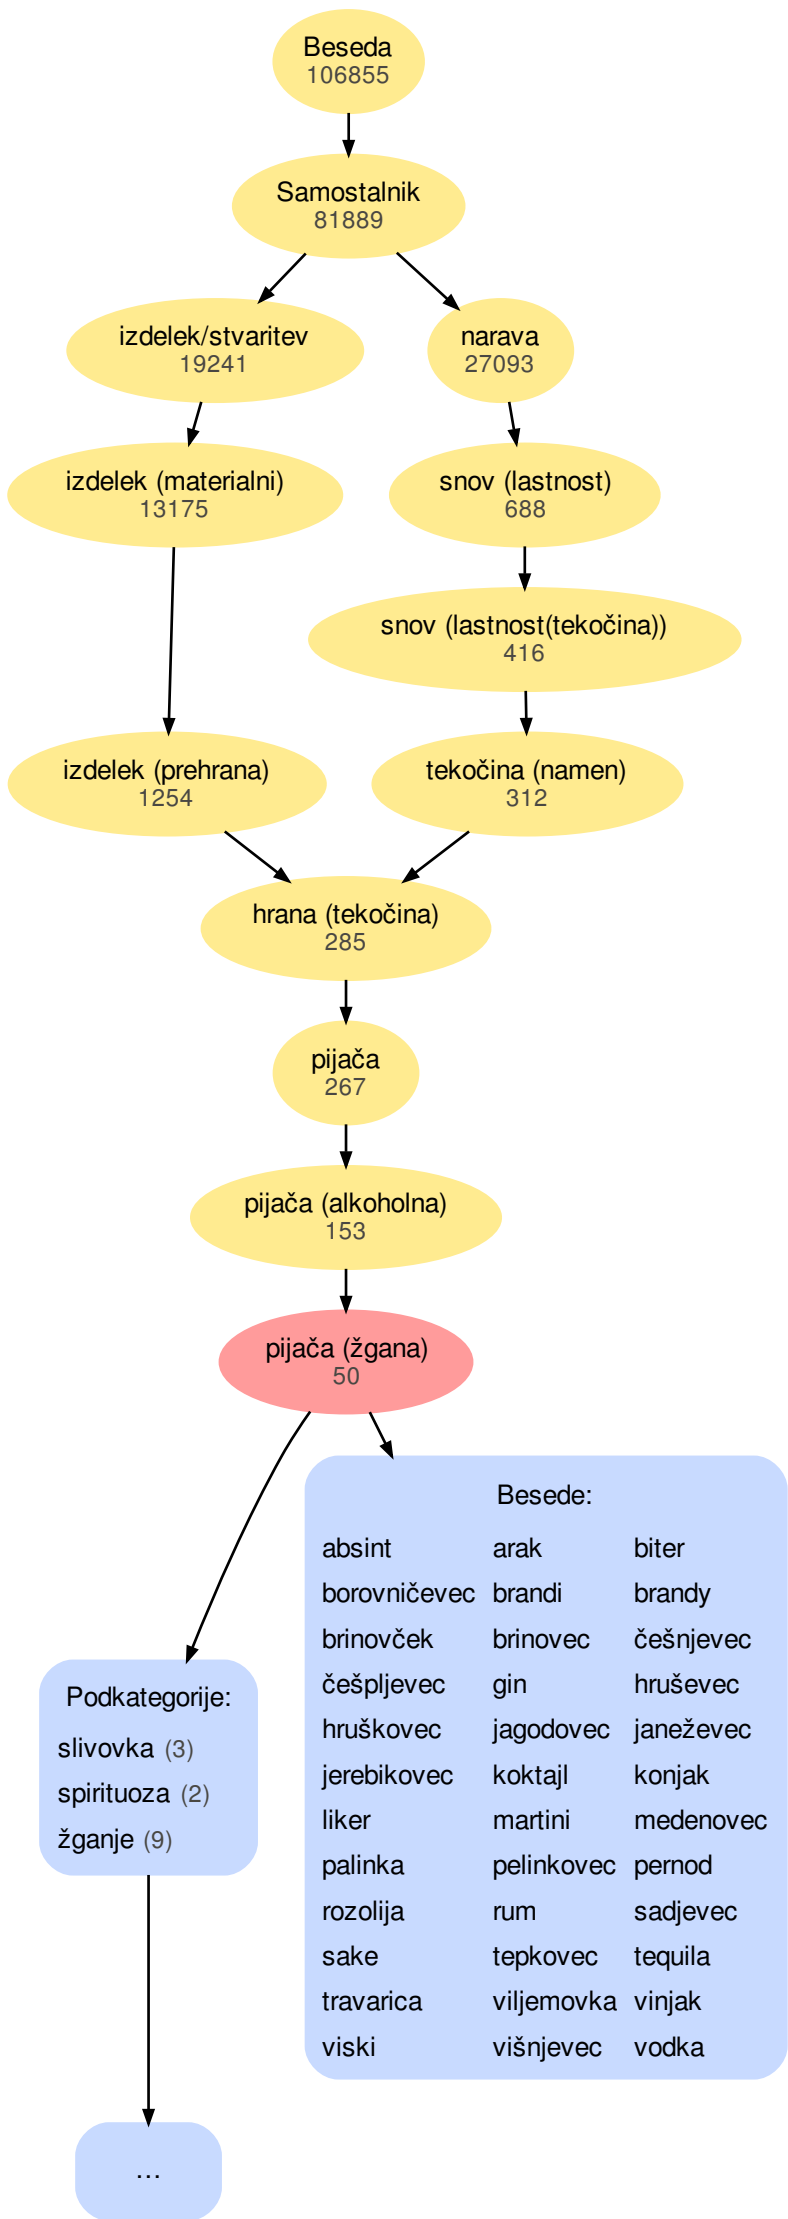 Beseda
106855
Samostalnik
81889
izdelek/stvaritev
19241
narava
27093
izdelek (materialni)
13175
snov (lastnost)
688
snov (lastnost(tekočina))
416
izdelek (prehrana)
1254
tekočina (namen)
312
hrana (tekočina)
285
pijača
267
pijača (alkoholna)
153
pijača (žgana)
50
Besede:
absint arak biter
borovničevec brandi brandy
brinovček brinovec češnjevec
češpljevec gin hruševec
hruškovec jagodovec janeževec
jerebikovec koktajl konjak
liker martini medenovec
palinka pelinkovec pernod
rozolija rum sadjevec
sake tepkovec tequila
travarica viljemovka vinjak
viski višnjevec vodka
Podkategorije:
slivovka (3)
spirituoza (2)
žganje (9)
...